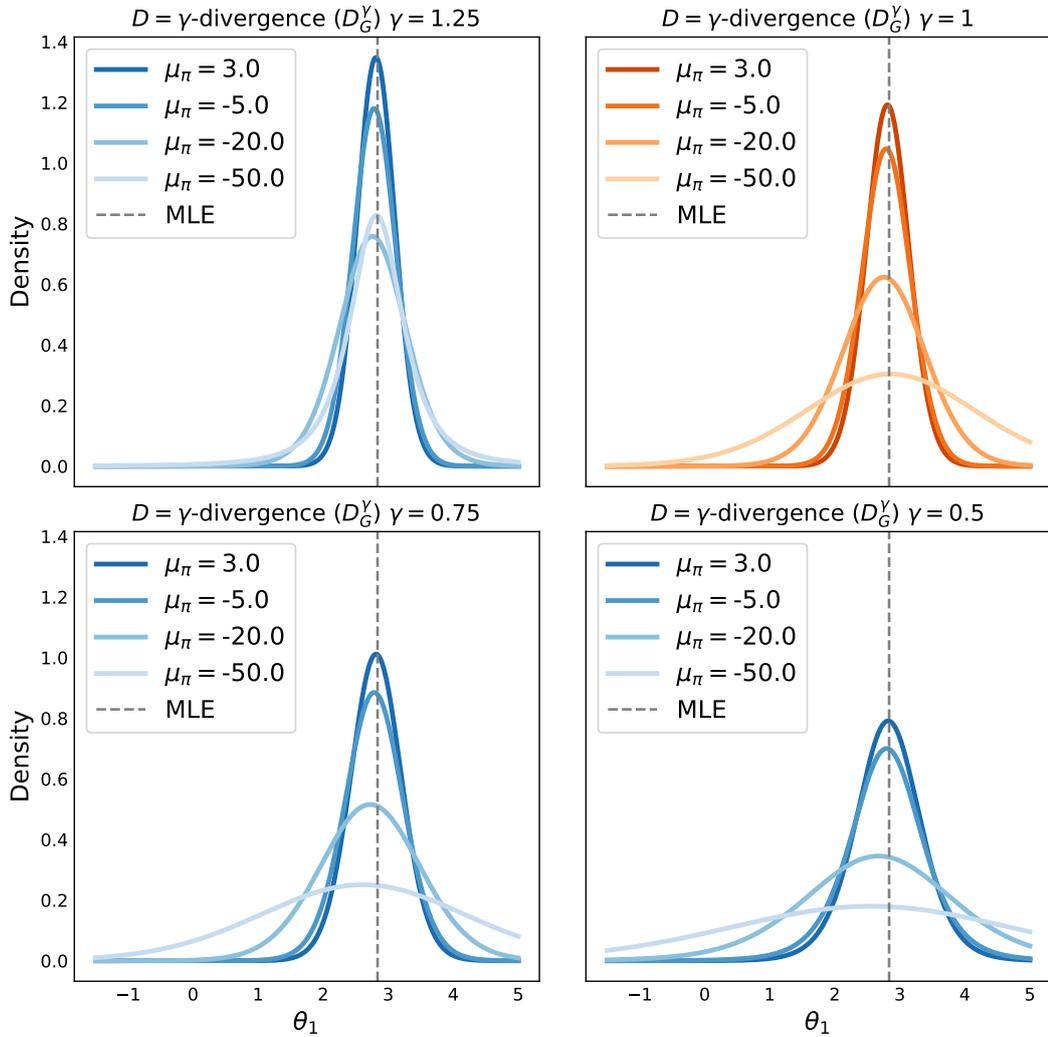 D = γ-divergence (D_G^γ) γ = 1.25
D = γ-divergence (D_G^γ) γ = 1
1.4
1.2
1.0
0.8
0.6
0.4
0.2
0.0
Density
μ_π = 3.0
μ_π = -5.0
μ_π = -20.0
μ_π = -50.0
MLE
μ_π = 3.0
μ_π = -5.0
μ_π = -20.0
μ_π = -50.0
MLE
D = γ-divergence (D_G^γ) γ = 0.75
D = γ-divergence (D_G^γ) γ = 0.5
1.4
1.2
1.0
0.8
0.6
0.4
0.2
0.0
Density
μ_π = 3.0
μ_π = -5.0
μ_π = -20.0
μ_π = -50.0
MLE
μ_π = 3.0
μ_π = -5.0
μ_π = -20.0
μ_π = -50.0
MLE
−1 0 1 2 3 4 5
−1 0 1 2 3 4 5
θ₁
θ₁